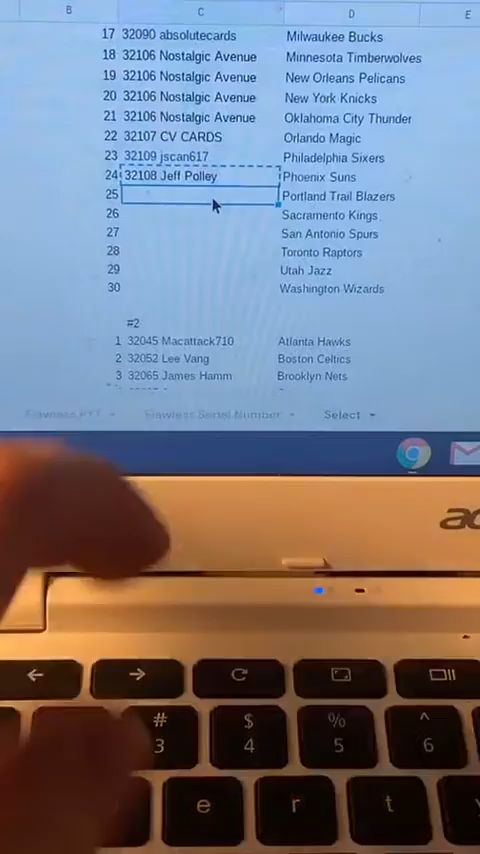 B C D E
17 32090 absolutecards Milwaukee Bucks
18 32106 Nostalgic Avenue Minnesota Timberwolves
19 32106 Nostalgic Avenue New Orleans Pelicans
20 32106 Nostalgic Avenue New York Knicks
21 32106 Nostalgic Avenue Oklahoma City Thunder
22 32107 CV CARDS Orlando Magic
23 32109 jscan617 Philadelphia Sixers
24 32108 Jeff Polley Phoenix Suns
25 Portland Trail Blazers
26 Sacramento Kings
27 San Antonio Spurs
28 Toronto Raptors
29 Utah Jazz
30 Washington Wizards
#2
1 32045 Macattack710 Atlanta Hawks
2 32052 Lee Vang Boston Celtics
3 32065 James Hamm Brooklyn Nets
Flawless Serial Number Select
# $ % ^
3 4 5 6
e r t